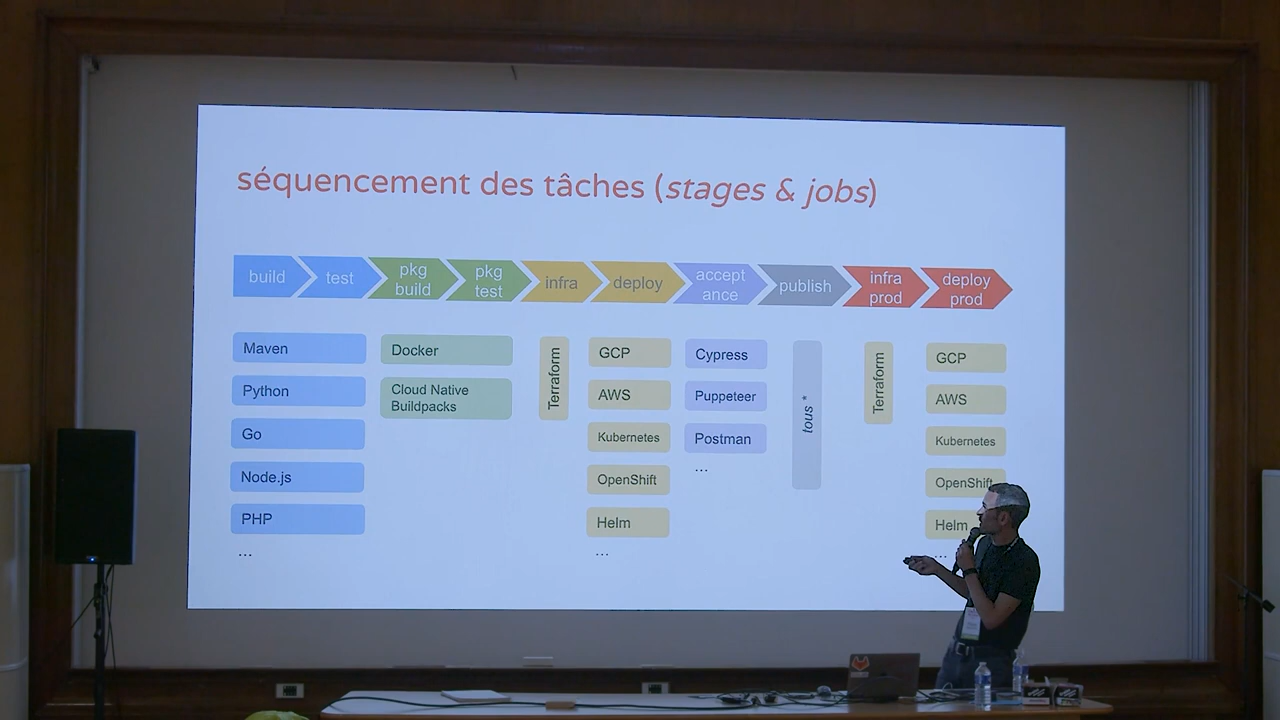 séquencement des tâches (stages & jobs)
build
test
pkg
build
pkg
test
infra
deploy
accept
ance
publish
infra
prod
deploy
prod
Maven
Python
Go
Node.js
PHP
...
Docker
Cloud Native
Buildpacks
Terraform
GCP
AWS
Kubernetes
OpenShift
Helm
...
Cypress
Puppeteer
Postman
...
tous *
Terraform
GCP
AWS
Kubernetes
OpenShift
Helm
...